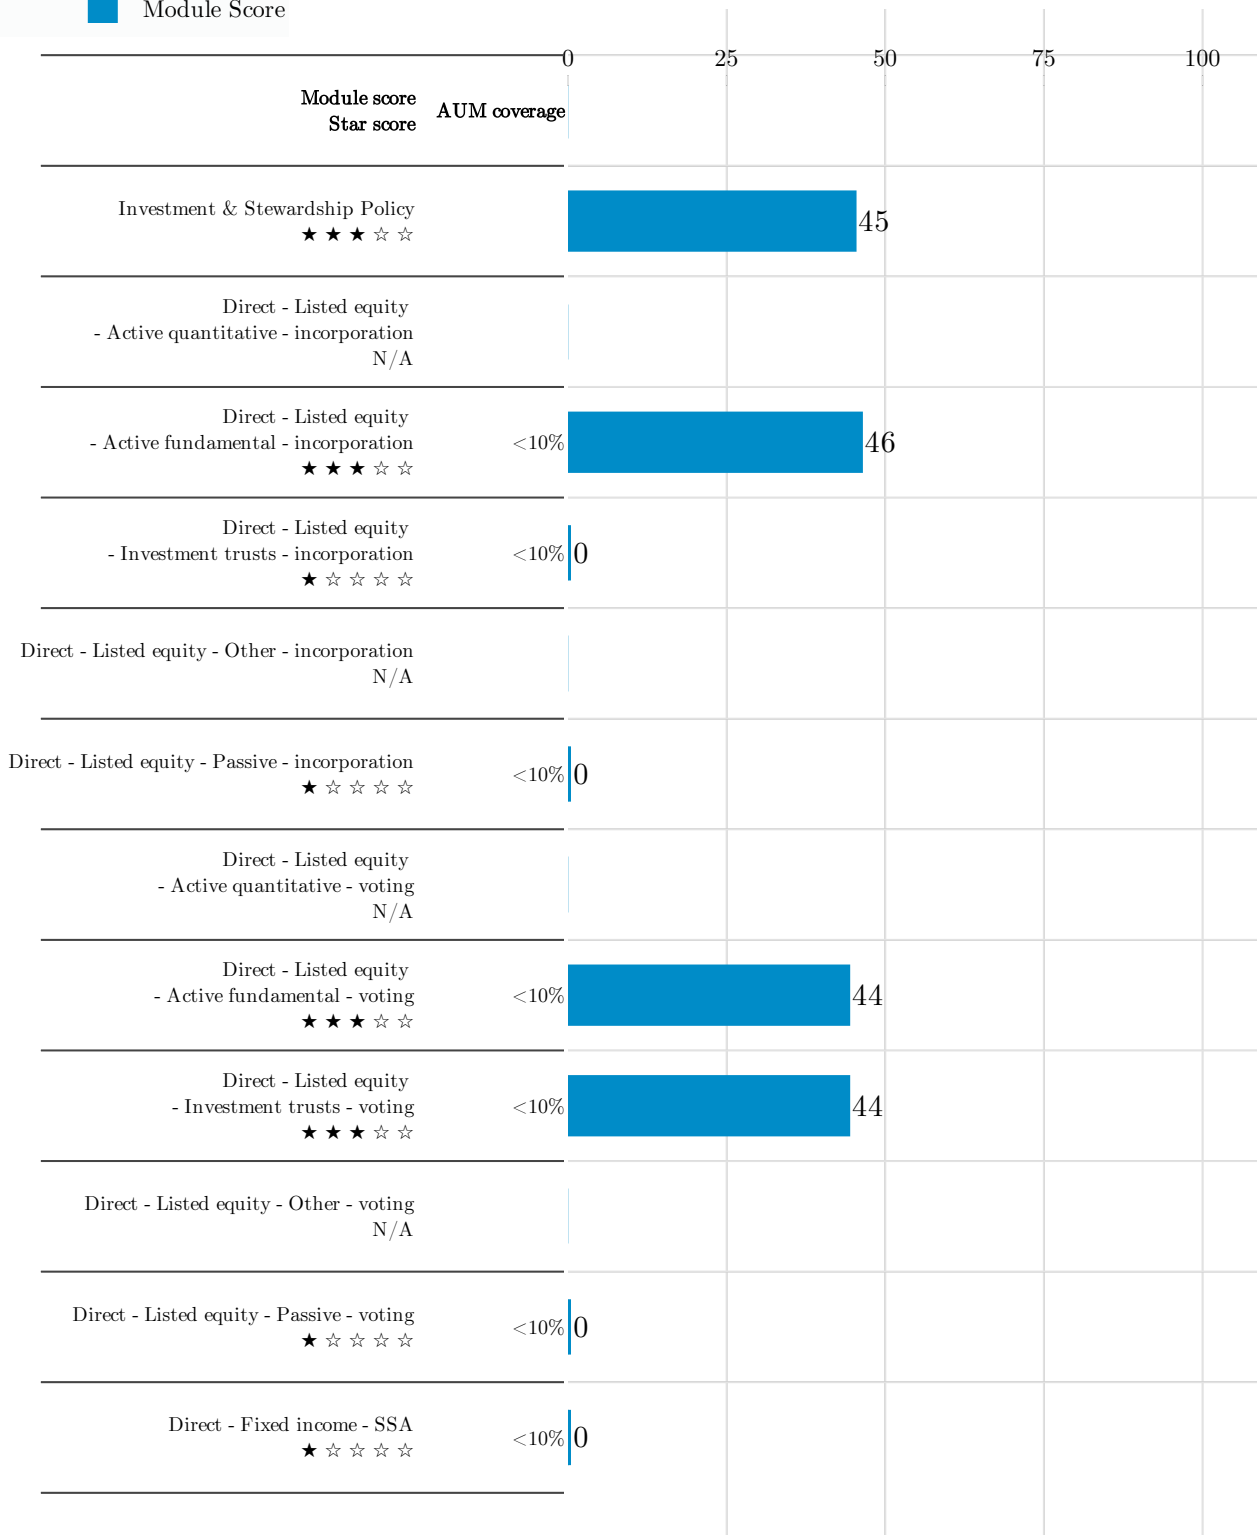 Module Score
0 25 50 75 100
Module score
Star score
AUM coverage
Investment & Stewardship Policy
★ ★ ★ ☆ ☆
45
Direct - Listed equity
- Active quantitative - incorporation
N/A
Direct - Listed equity
- Active fundamental - incorporation
★ ★ ★ ☆ ☆
<10%
46
Direct - Listed equity
- Investment trusts - incorporation
★ ☆ ☆ ☆ ☆
<10%
0
Direct - Listed equity - Other - incorporation
N/A
Direct - Listed equity - Passive - incorporation
★ ☆ ☆ ☆ ☆
<10%
0
Direct - Listed equity
- Active quantitative - voting
N/A
Direct - Listed equity
- Active fundamental - voting
★ ★ ★ ☆ ☆
<10%
44
Direct - Listed equity
- Investment trusts - voting
★ ★ ★ ☆ ☆
<10%
44
Direct - Listed equity - Other - voting
N/A
Direct - Listed equity - Passive - voting
★ ☆ ☆ ☆ ☆
<10%
0
Direct - Fixed income - SSA
★ ☆ ☆ ☆ ☆
<10%
0